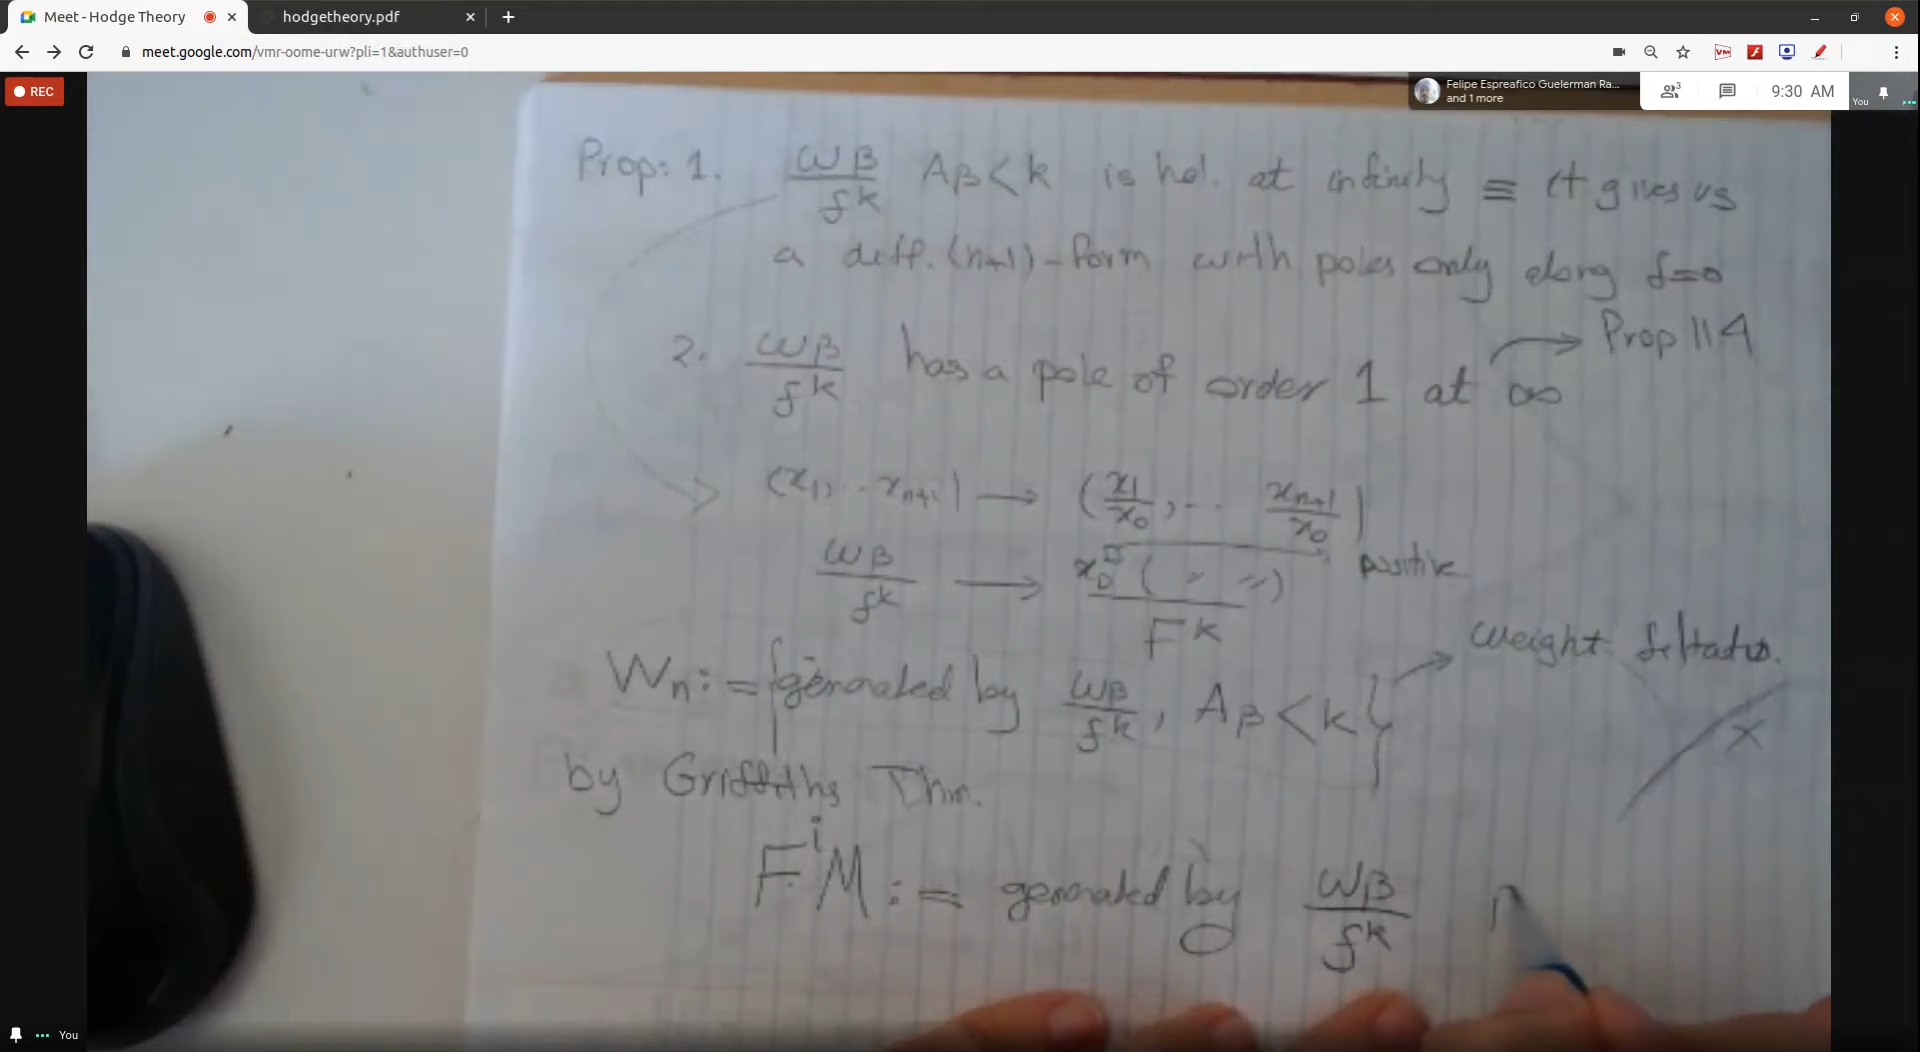 Meet - Hodge Theory
hodgetheory.pdf
meet.google.com/vmr-oome-urw?pli=1&authuser=0
REC
Felipe Espreafico Guelerman Ra...
and 1 more
3
9:30 AM
You
Prop: 1. ωβ/f^k Aβ<k is hol. at infinity ≡ it gives us
a diff. (n+1)-form with poles only along f=0
2. ωβ/f^k has a pole of order 1 at ∞ → Prop 11.4
(x1, .. xn+1) → (x1/x0, ... xn+1/x0)
ωβ/f^k → x0^□ ( )/F^k positive
Wn := {generated by ωβ/f^k, Aβ<k} → weight
by Griffiths Thm.
F^i M := generated by ωβ/f^k
You